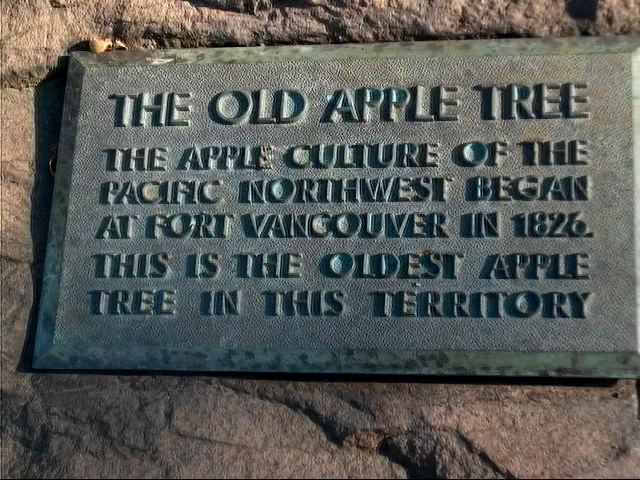 THE OLD APPLE TREE
THE APPLE CULTURE OF THE
PACIFIC NORTHWEST BEGAN
AT FORT VANCOUVER IN 1826.
THIS IS THE OLDEST APPLE
TREE IN THIS TERRITORY